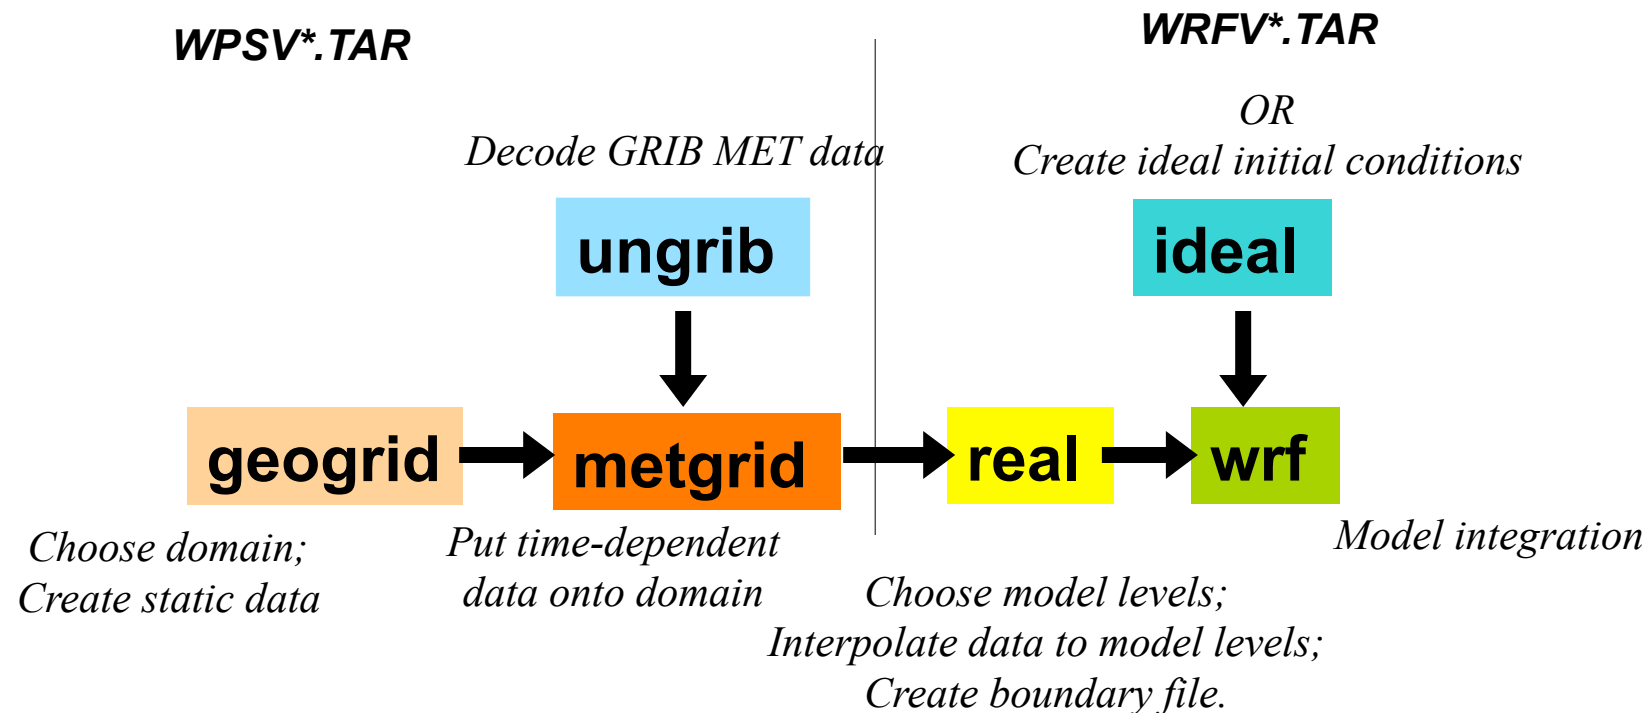 WPSV*.TAR
WRFV*.TAR
OR
Decode GRIB MET data
Create ideal initial conditions
ungrib
ideal
geogrid
metgrid
real
wrf
Choose domain;
Create static data
Put time-dependent
data onto domain
Model integration
Choose model levels;
Interpolate data to model levels;
Create boundary file.